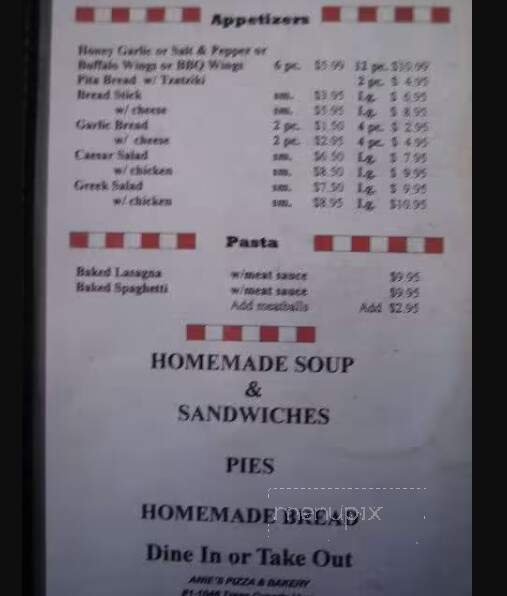 Appetizers
Honey Garlic or Salt & Pepper or
Buffalo Wings or BBQ Wings 6 pc. $5.99 12 pc. $10.99
Pita Bread w/ Tzatziki 2 pc. $ 4.95
Bread Stick sm. $3.95 Lg. $ 6.95
w/ cheese sm. $5.95 Lg. $ 8.95
Garlic Bread 2 pc. $1.50 4 pc. $ 2.95
w/ cheese 2 pc. $2.95 4 pc. $ 4.95
Caesar Salad sm. $6.50 Lg. $ 7.95
w/ chicken sm. $8.50 Lg. $ 9.95
Greek Salad sm. $7.50 Lg. $ 9.95
w/ chicken sm. $8.95 Lg. $10.95
Pasta
Baked Lasagna w/meat sauce $9.95
Baked Spaghetti w/meat sauce $9.95
Add meatballs Add $2.95
HOMEMADE SOUP
&
SANDWICHES
PIES
HOMEMADE BREAD
menupix
Dine In or Take Out
PIZZA & BAKERY